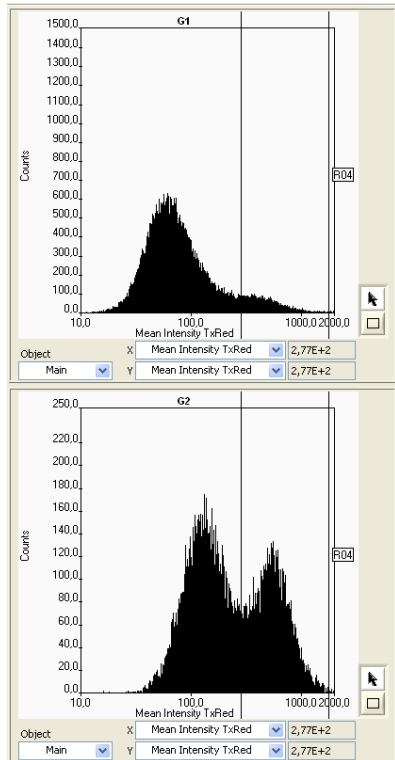 G1
1500,0
1400,0
1300,0
1200,0
1100,0
1000,0
900,0
800,0
700,0
600,0
500,0
400,0
300,0
200,0
100,0
0,0
Counts
R04
10,0 100,0 1000,0 2000,0
Mean Intensity TxRed
Object X Mean Intensity TxRed 2,77E+2
Main Y Mean Intensity TxRed 2,77E+2
G2
250,0
220,0
200,0
180,0
160,0
140,0
120,0
100,0
80,0
60,0
40,0
20,0
0,0
Counts
R04
10,0 100,0 1000,0 2000,0
Mean Intensity TxRed
Object X Mean Intensity TxRed 2,77E+2
Main Y Mean Intensity TxRed 2,77E+2